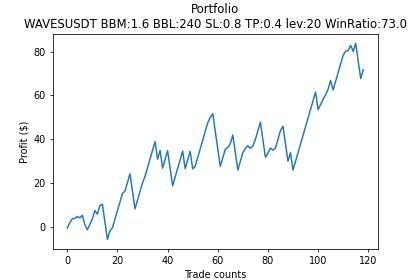 Portfolio
WAVESUSDT BBM:1.6 BBL:240 SL:0.8 TP:0.4 lev:20 WinRatio:73.0
Profit ($)
80
60
40
20
0
0 20 40 60 80 100 120
Trade counts